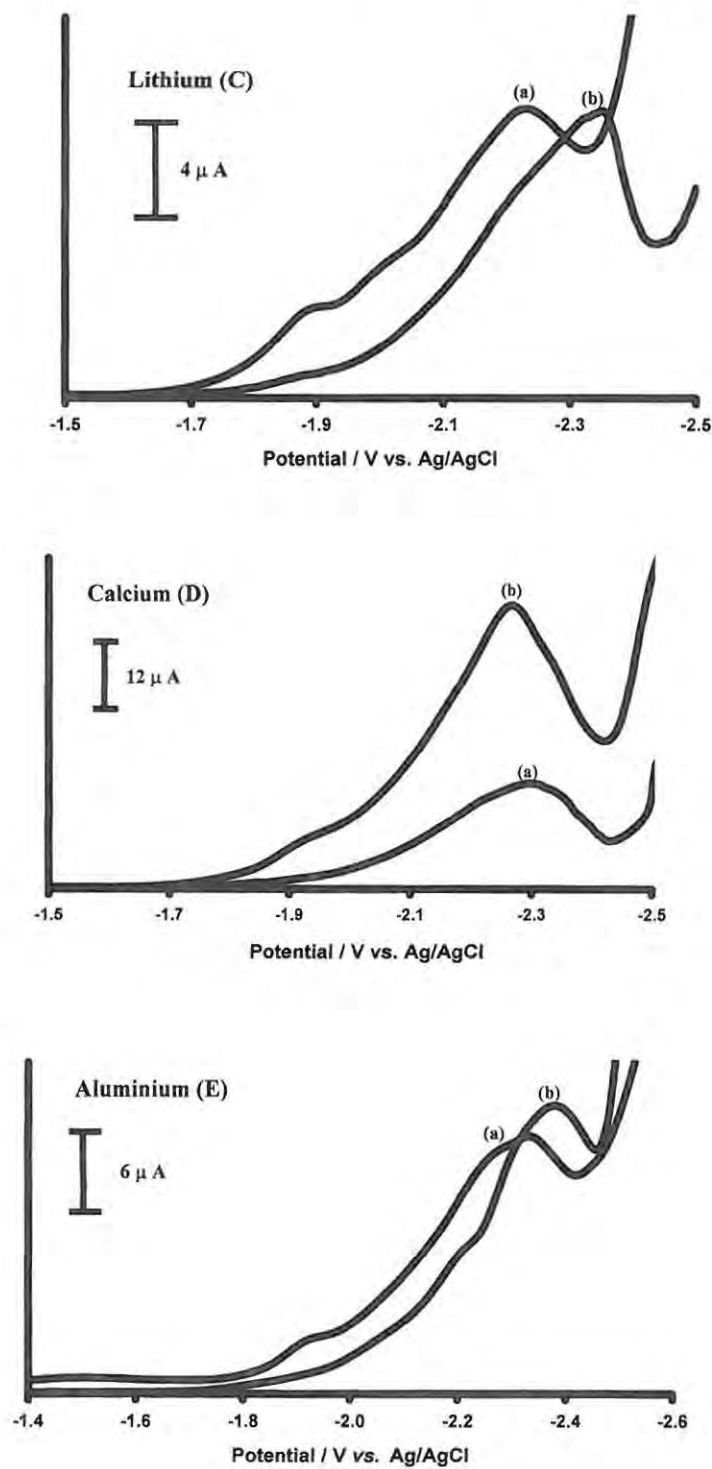 Lithium (C)
(a)
(b)
4 μ A
-1.5 -1.7 -1.9 -2.1 -2.3 -2.5
Potential / V vs. Ag/AgCl
Calcium (D)
(b)
12 μ A
(a)
-1.5 -1.7 -1.9 -2.1 -2.3 -2.5
Potential / V vs. Ag/AgCl
Aluminium (E)
(b)
(a)
6 μ A
-1.4 -1.6 -1.8 -2.0 -2.2 -2.4 -2.6
Potential / V vs. Ag/AgCl